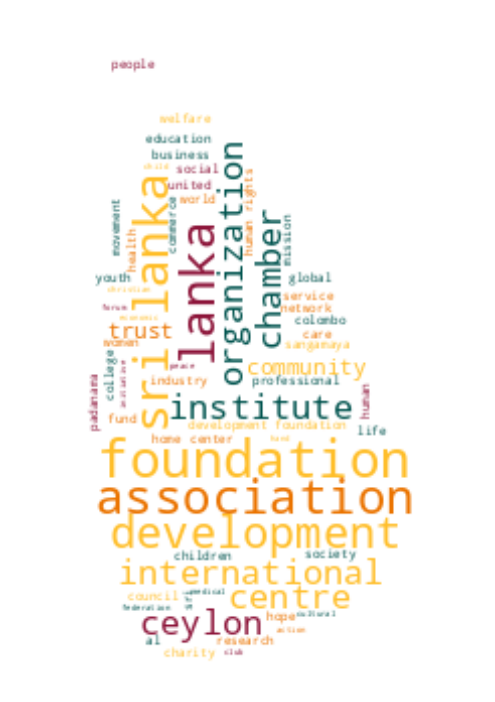 people
welfare
education
business
child
social
united
world
sri lanka
lanka
organization
chamber
human rights
commerce
movement
health
mission
youth
global
christian
service
forum
network
economic
colombo
trust
care
women
sangamaya
college
peace
community
industry
professional
initiative
padanama
human
institute
fund
development foundation
life
home center
foundation
association
development
children
society
international
council
medical
centre
federation
cultural
hope
ceylon
action
al
research
charity
club